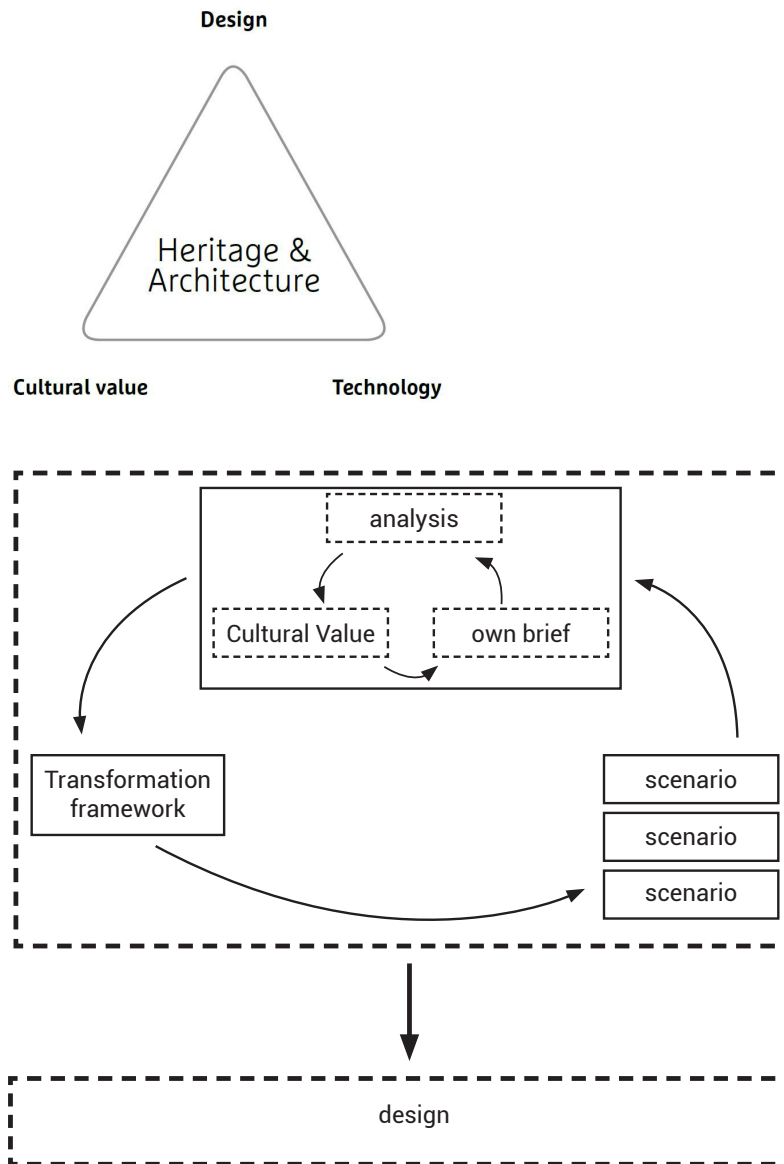 Design
Heritage &
Architecture
Cultural value
Technology
analysis
Cultural Value
own brief
Transformation
framework
scenario
scenario
scenario
design